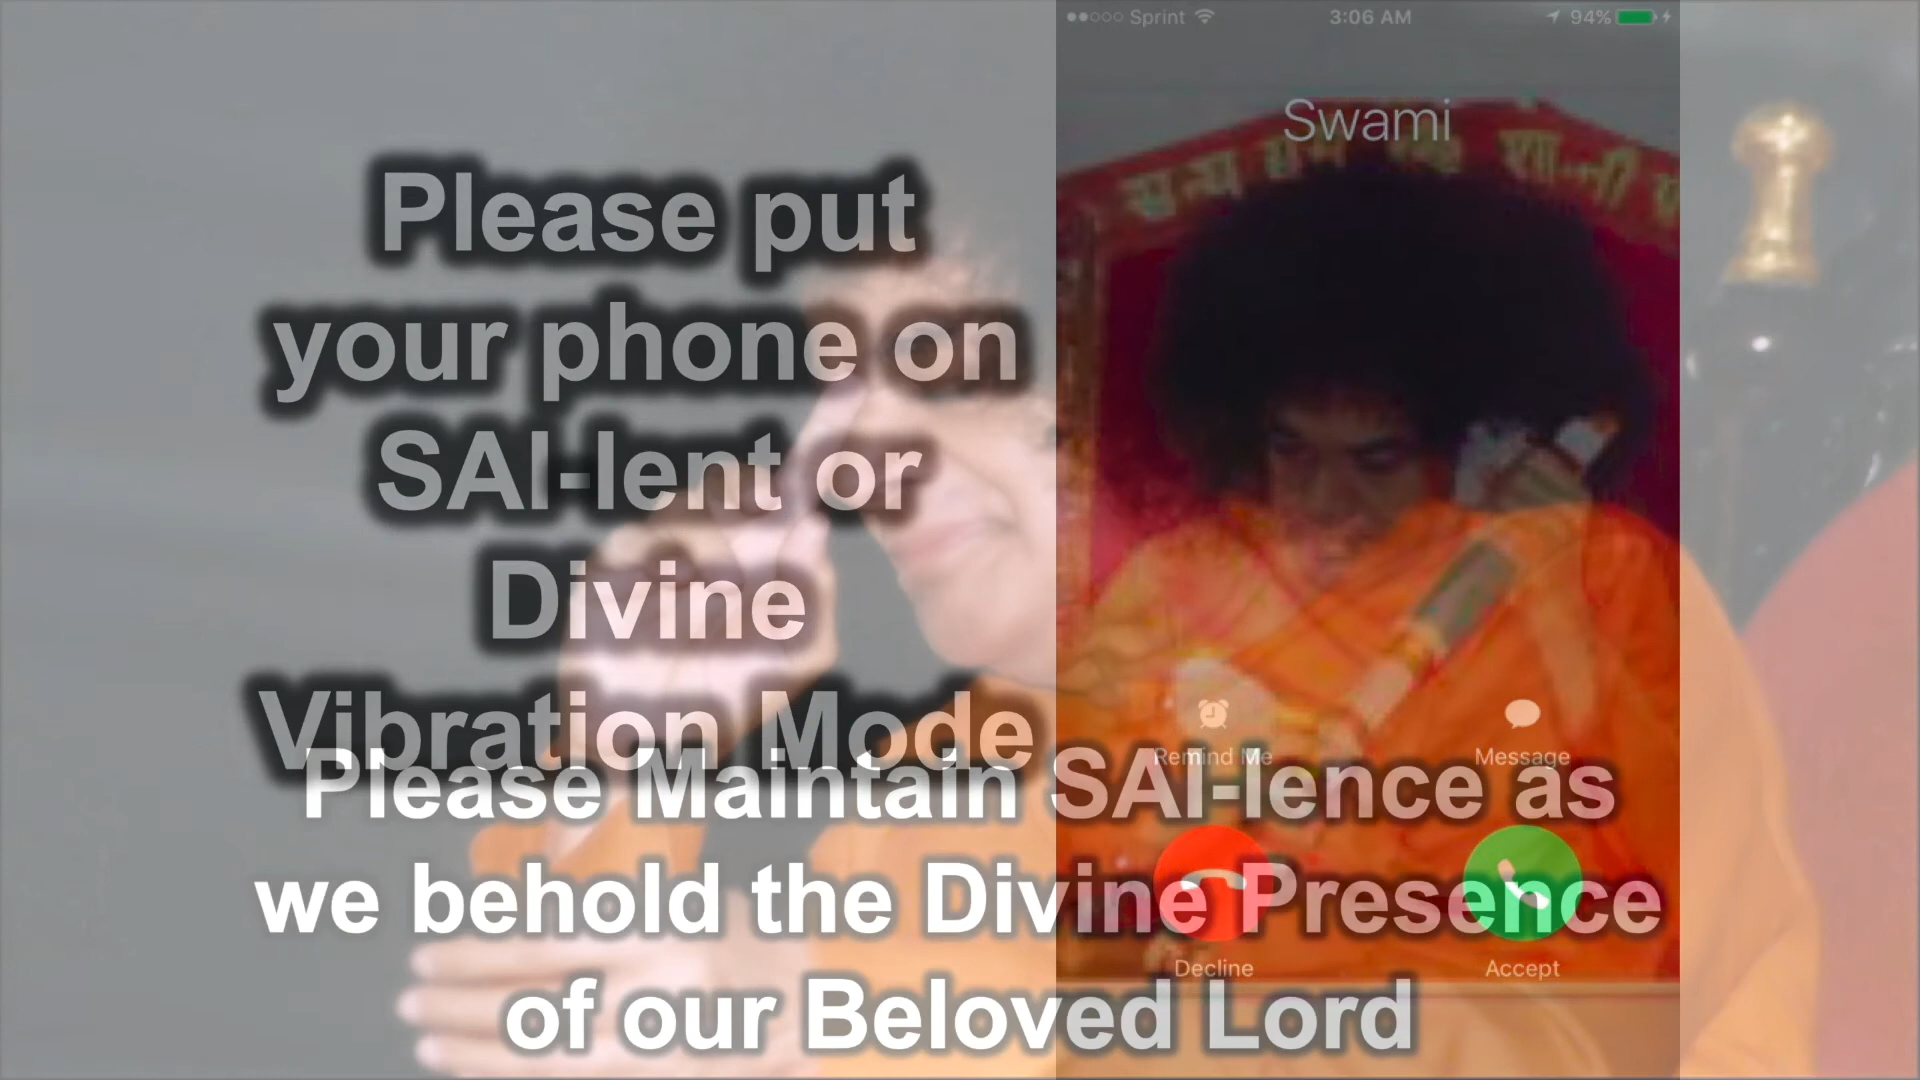 Sprint 3:06 AM 94%
Swami
Please put
your phone on
SAI-lent or
Divine
Vibration Mode
Remind Me Message
Please Maintain SAI-lence as
we behold the Divine Presence
Decline Accept
of our Beloved Lord